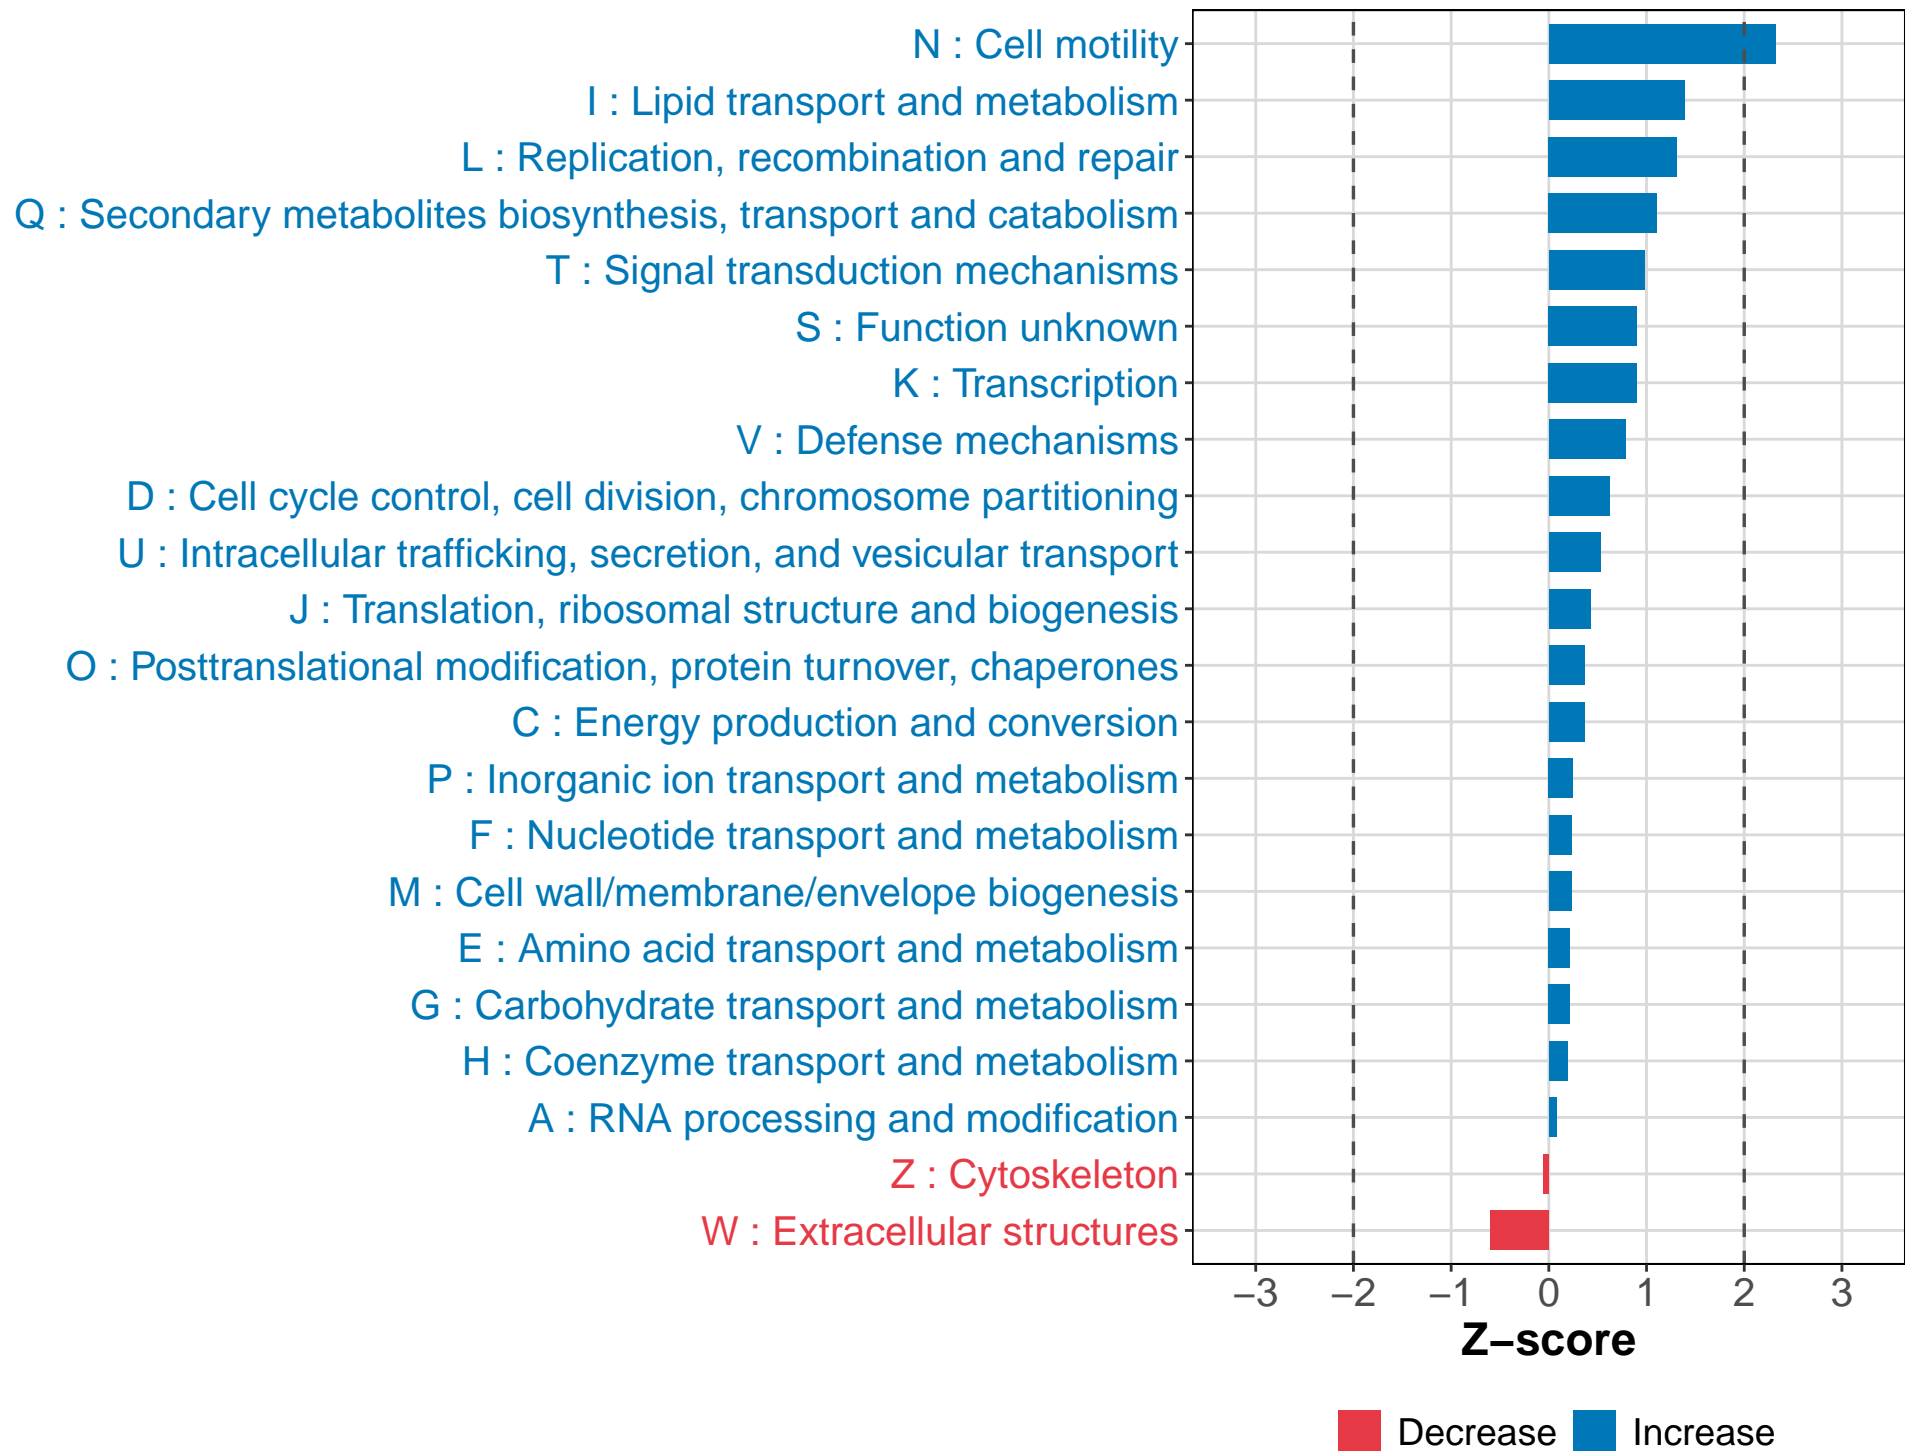 N : Cell motility
I : Lipid transport and metabolism
L : Replication, recombination and repair
Q : Secondary metabolites biosynthesis, transport and catabolism
T : Signal transduction mechanisms
S : Function unknown
K : Transcription
V : Defense mechanisms
D : Cell cycle control, cell division, chromosome partitioning
U : Intracellular trafficking, secretion, and vesicular transport
J : Translation, ribosomal structure and biogenesis
O : Posttranslational modification, protein turnover, chaperones
C : Energy production and conversion
P : Inorganic ion transport and metabolism
F : Nucleotide transport and metabolism
M : Cell wall/membrane/envelope biogenesis
E : Amino acid transport and metabolism
G : Carbohydrate transport and metabolism
H : Coenzyme transport and metabolism
A : RNA processing and modification
Z : Cytoskeleton
W : Extracellular structures
−3 −2 −1 0 1 2 3
Z−score
Decrease Increase